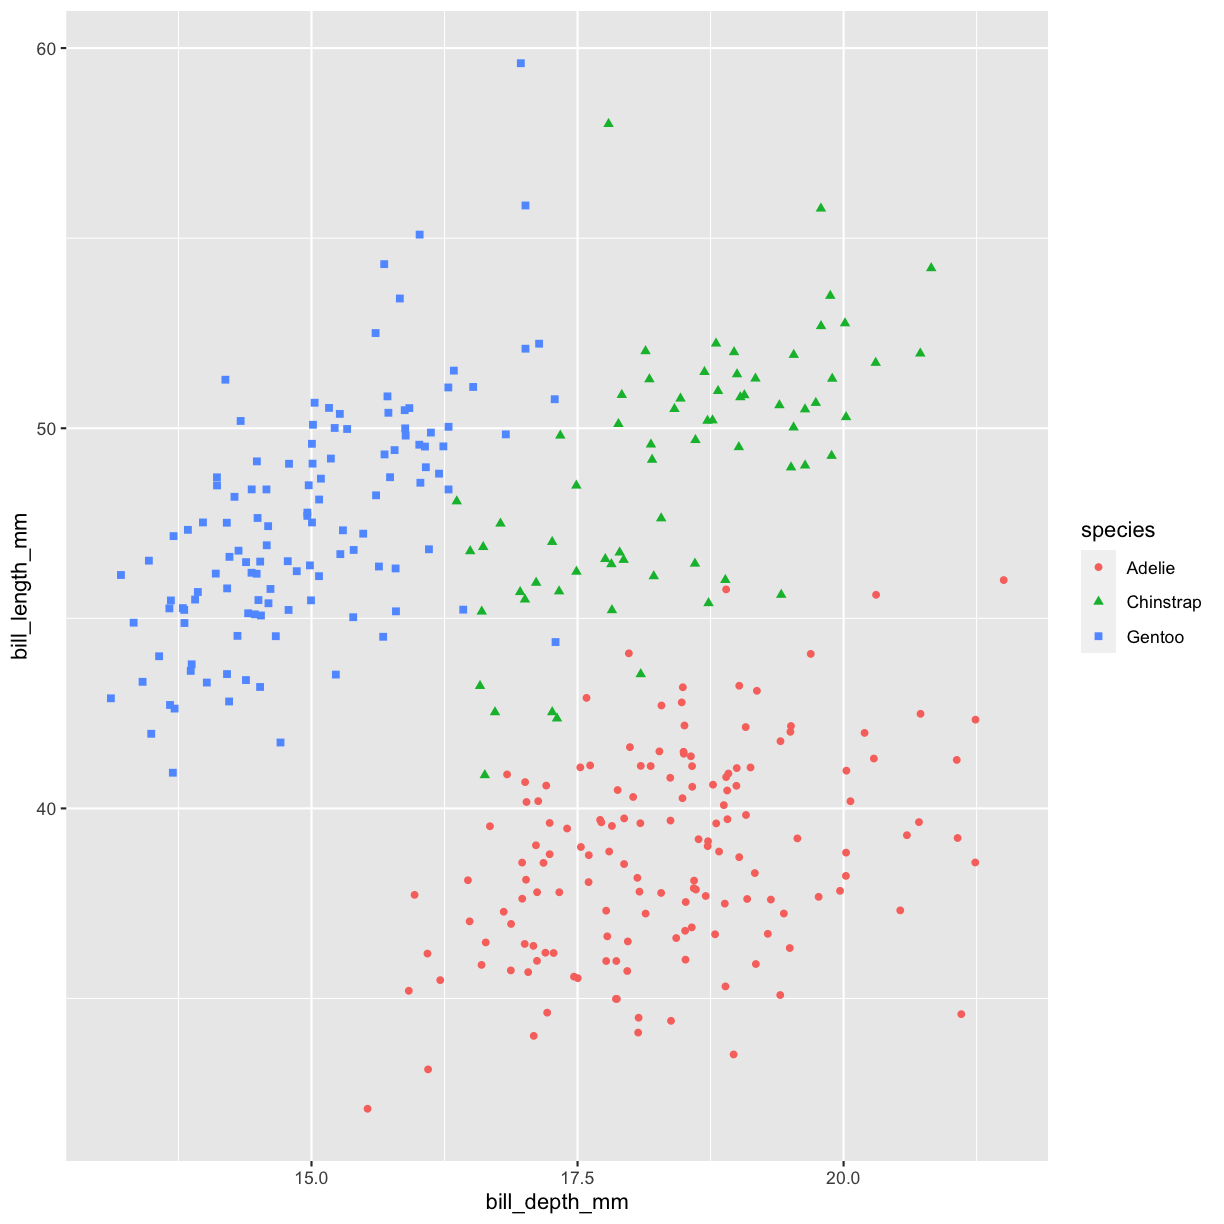 60
50
40
bill_length_mm
15.0
17.5
20.0
bill_depth_mm
species
Adelie
Chinstrap
Gentoo